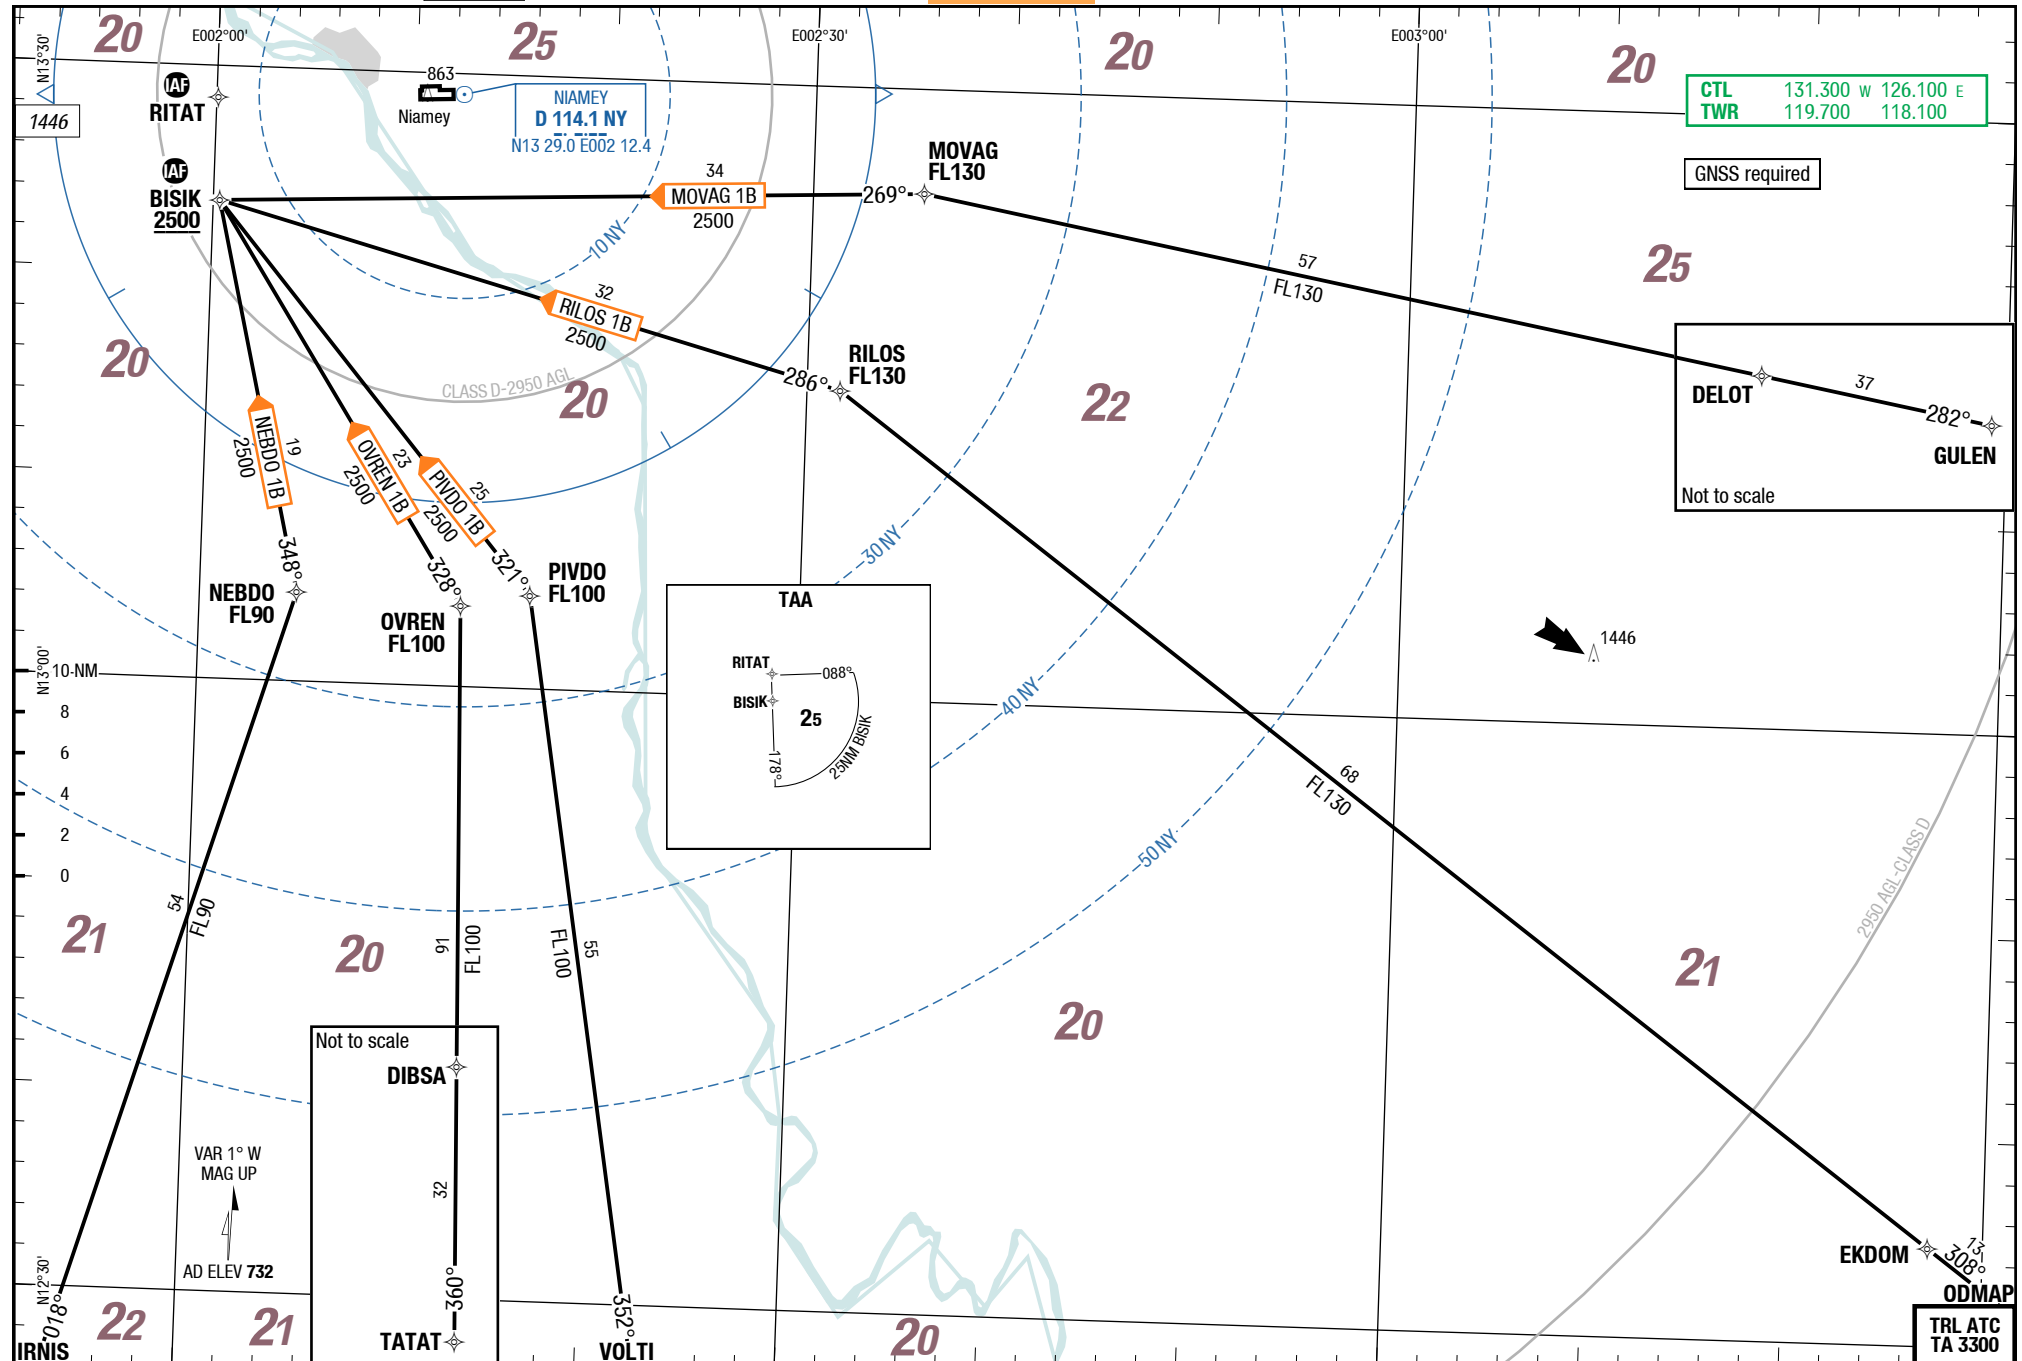 20
E002°00'
25
E002°30'
20
E003°00'
20
N13°30'
IAF
RITAT
1446
863
Niamey
NIAMEY
D 114.1 NY
N13 29.0 E002 12.4
CTL 131.300 W 126.100 E
TWR 119.700 118.100
GNSS required
IAF
BISIK
2500
34
MOVAG 1B
2500
269°
MOVAG
FL130
10 NY
57
FL130
25
32
RILOS 1B
2500
286°
RILOS
FL130
20
CLASS D-2950 AGL
20
22
DELOT
37
282°
GULEN
Not to scale
19
NEBDO 1B
2500
348°
NEBDO
FL90
23
OVREN 1B
2500
328°
OVREN
FL100
25
PIVDO 1B
2500
321°
PIVDO
FL100
30 NY
TAA
RITAT
088°
BISIK
25
178°
25NM BISIK
1446
N13°00'
10-NM
8
6
4
2
0
40 NY
68
FL130
50 NY
2950 AGL-CLASS D
54
FL90
21
20
91
FL100
55
FL100
20
21
Not to scale
DIBSA
32
360°
TATAT
VAR 1° W
MAG UP
AD ELEV 732
N12°30'
018°
IRNIS
22
21
352°
VOLTI
20
EKDOM
13
308°
ODMAP
TRL ATC
TA 3300